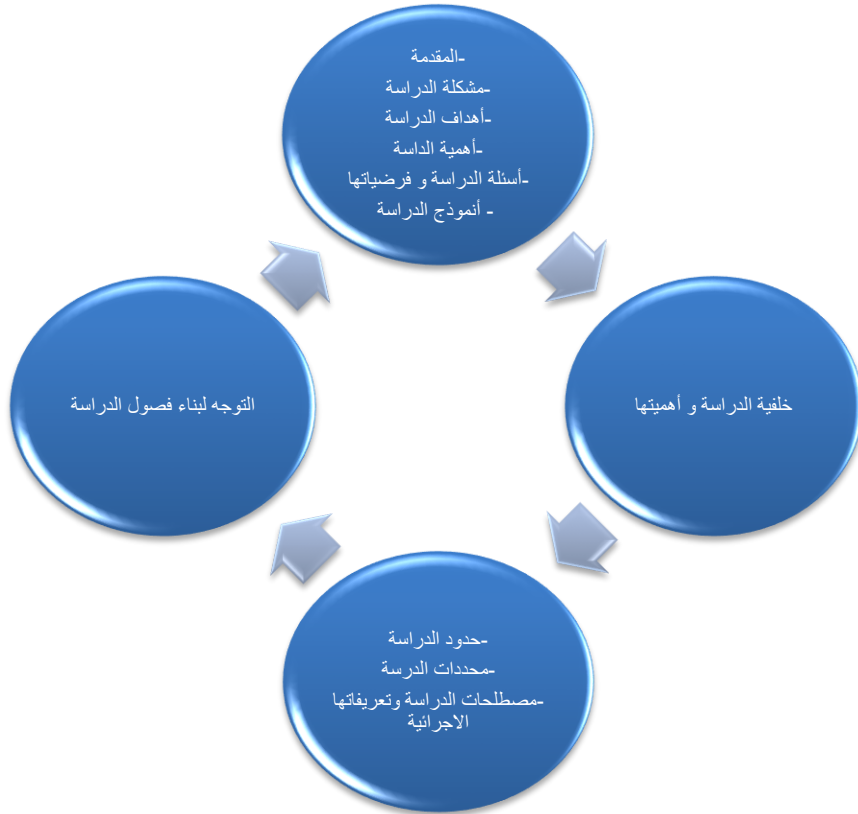 -المقدمة
-مشكلة الدراسة
-أهداف الدراسة
-أهمية الداسة
-أسئلة الدراسة و فرضياتها
- أنموذج الدراسة
خلفية الدراسة و أهميتها
-حدود الدراسة
-محددات الدرسة
-مصطلحات الدراسة وتعريفاتها
الاجرائية
التوجه لبناء فصول الدراسة